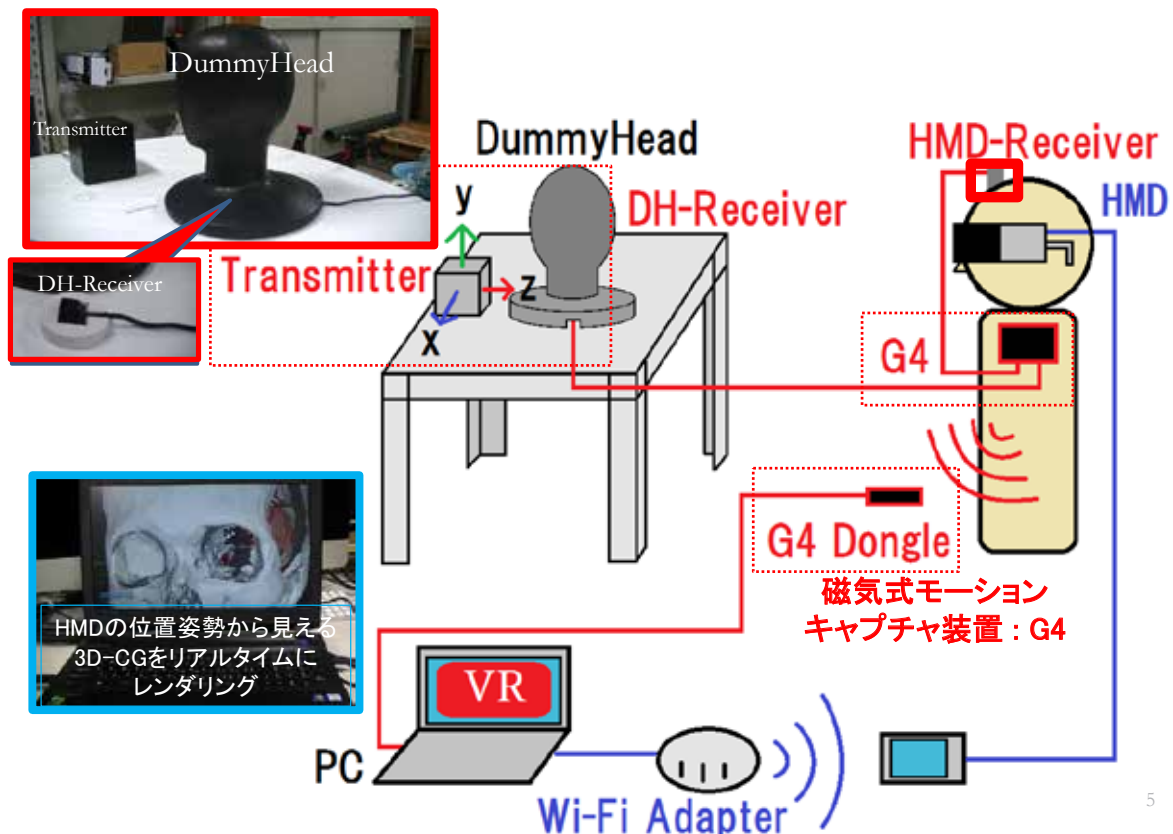 DummyHead
Transmitter
DH-Receiver
DummyHead
HMD-Receiver
HMD
DH-Receiver
y
Transmitter
z
x
G4
G4 Dongle
磁気式モーション
キャプチャ装置：G4
HMDの位置姿勢から見える
3D-CGをリアルタイムに
レンダリング
VR
PC
Wi-Fi Adapter
5